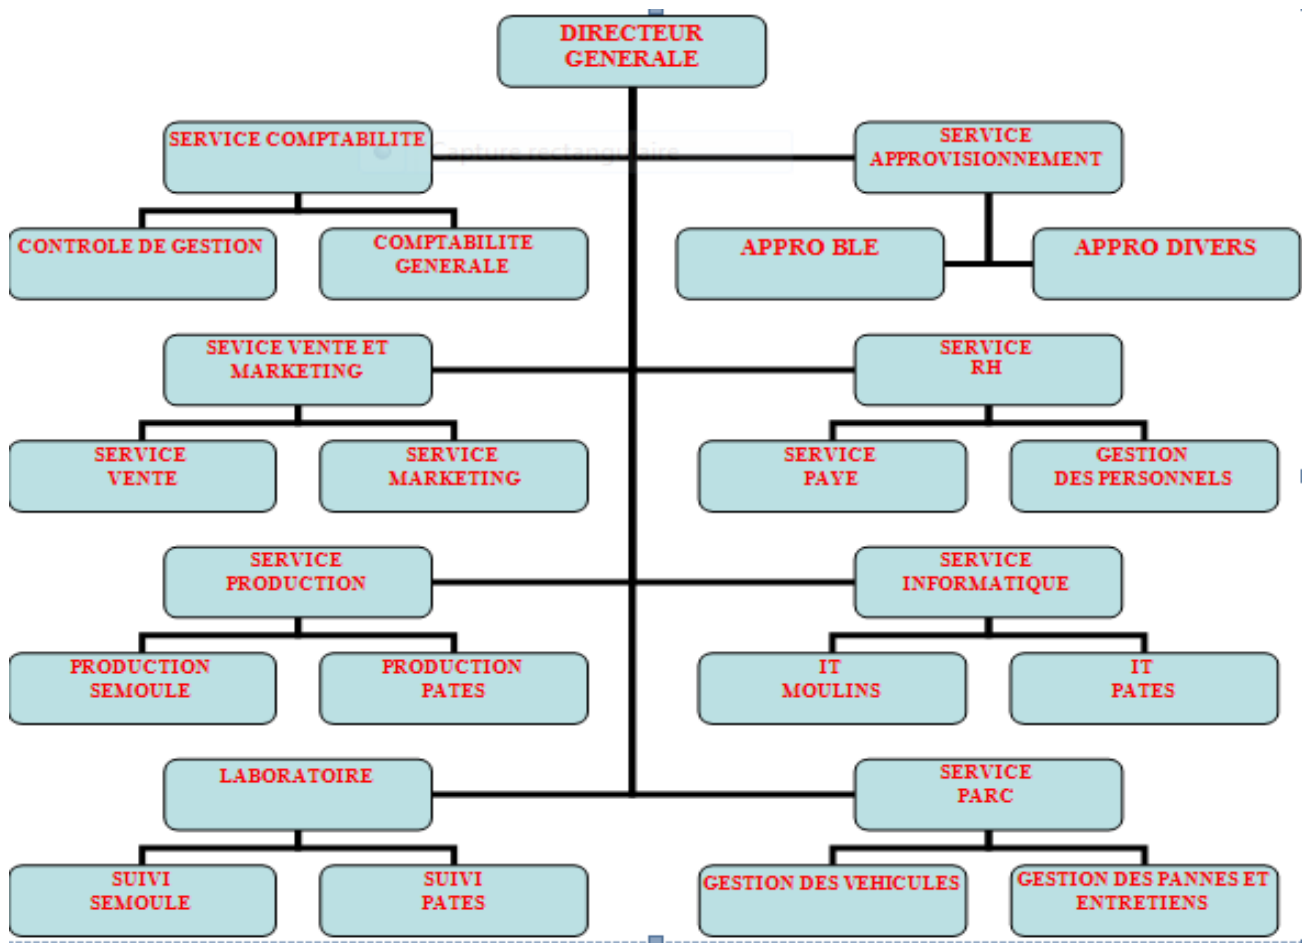 DIRECTEUR
GENERALE
SERVICE COMPTABILITE
SERVICE
APPROVISIONNEMENT
Capture rectangulaire
CONTROLE DE GESTION
COMPTABILITE
GENERALE
APPRO BLE
APPRO DIVERS
SEVICE VENTE ET
MARKETING
SERVICE
RH
SERVICE
VENTE
SERVICE
MARKETING
SERVICE
PAYE
GESTION
DES PERSONNELS
SERVICE
PRODUCTION
SERVICE
INFORMATIQUE
PRODUCTION
SEMOULE
PRODUCTION
PATES
IT
MOULINS
IT
PATES
LABORATOIRE
SERVICE
PARC
SUIVI
SEMOULE
SUIVI
PATES
GESTION DES VEHICULES
GESTION DES PANNES ET
ENTRETIENS